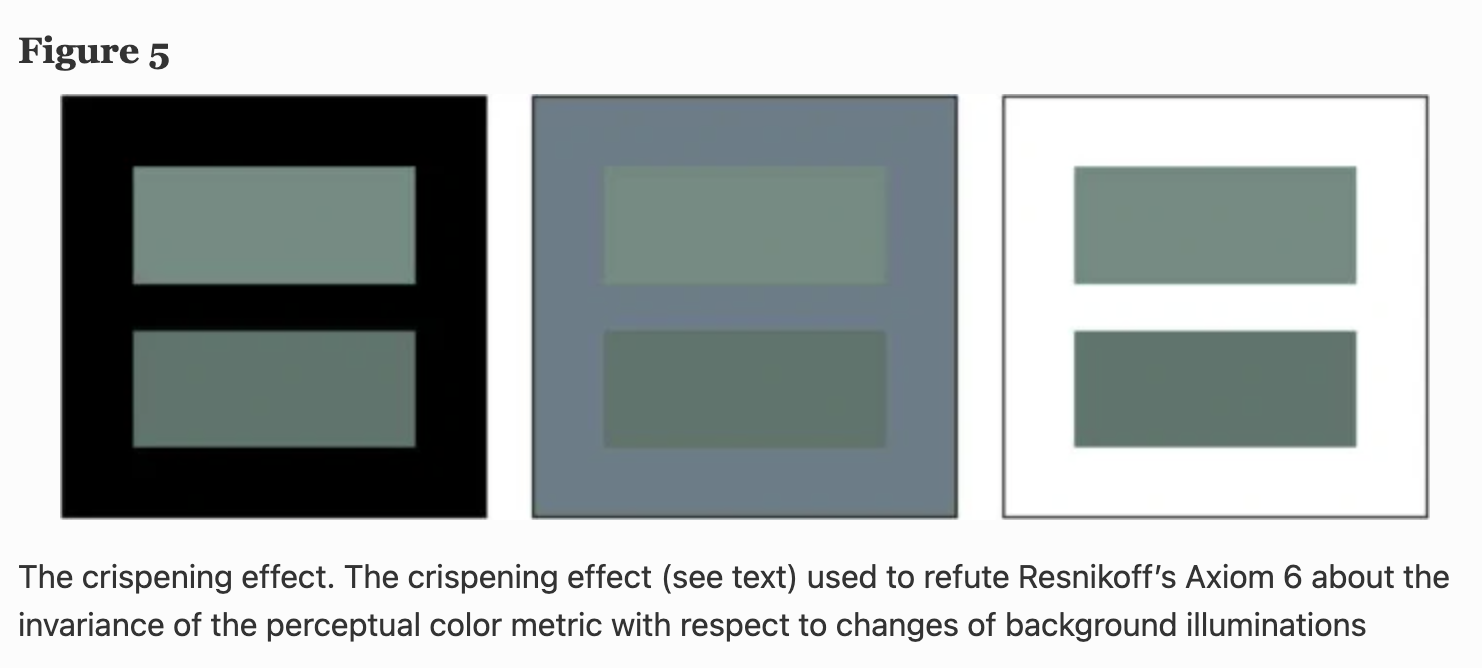 Figure 5
The crispening effect. The crispening effect (see text) used to refute Resnikoff’s Axiom 6 about the
invariance of the perceptual color metric with respect to changes of background illuminations